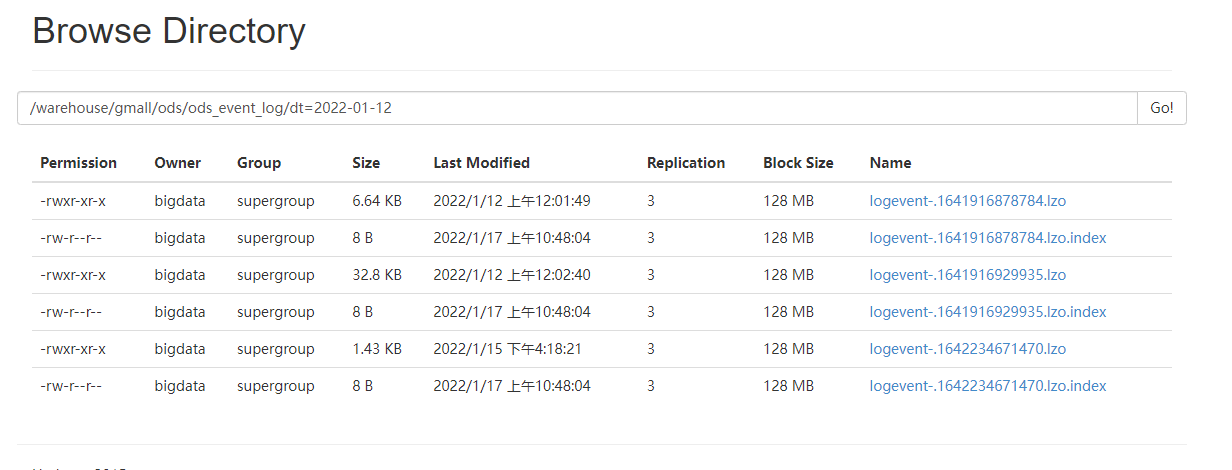 Browse Directory
/warehouse/gmall/ods/ods_event_log/dt=2022-01-12 Go!
Permission Owner Group Size Last Modified Replication Block Size Name
-rwxr-xr-x bigdata supergroup 6.64 KB 2022/1/12 上午12:01:49 3 128 MB logevent-.1641916878784.lzo
-rw-r--r-- bigdata supergroup 8 B 2022/1/17 上午10:48:04 3 128 MB logevent-.1641916878784.lzo.index
-rwxr-xr-x bigdata supergroup 32.8 KB 2022/1/12 上午12:02:40 3 128 MB logevent-.1641916929935.lzo
-rw-r--r-- bigdata supergroup 8 B 2022/1/17 上午10:48:04 3 128 MB logevent-.1641916929935.lzo.index
-rwxr-xr-x bigdata supergroup 1.43 KB 2022/1/15 下午4:18:21 3 128 MB logevent-.1642234671470.lzo
-rw-r--r-- bigdata supergroup 8 B 2022/1/17 上午10:48:04 3 128 MB logevent-.1642234671470.lzo.index